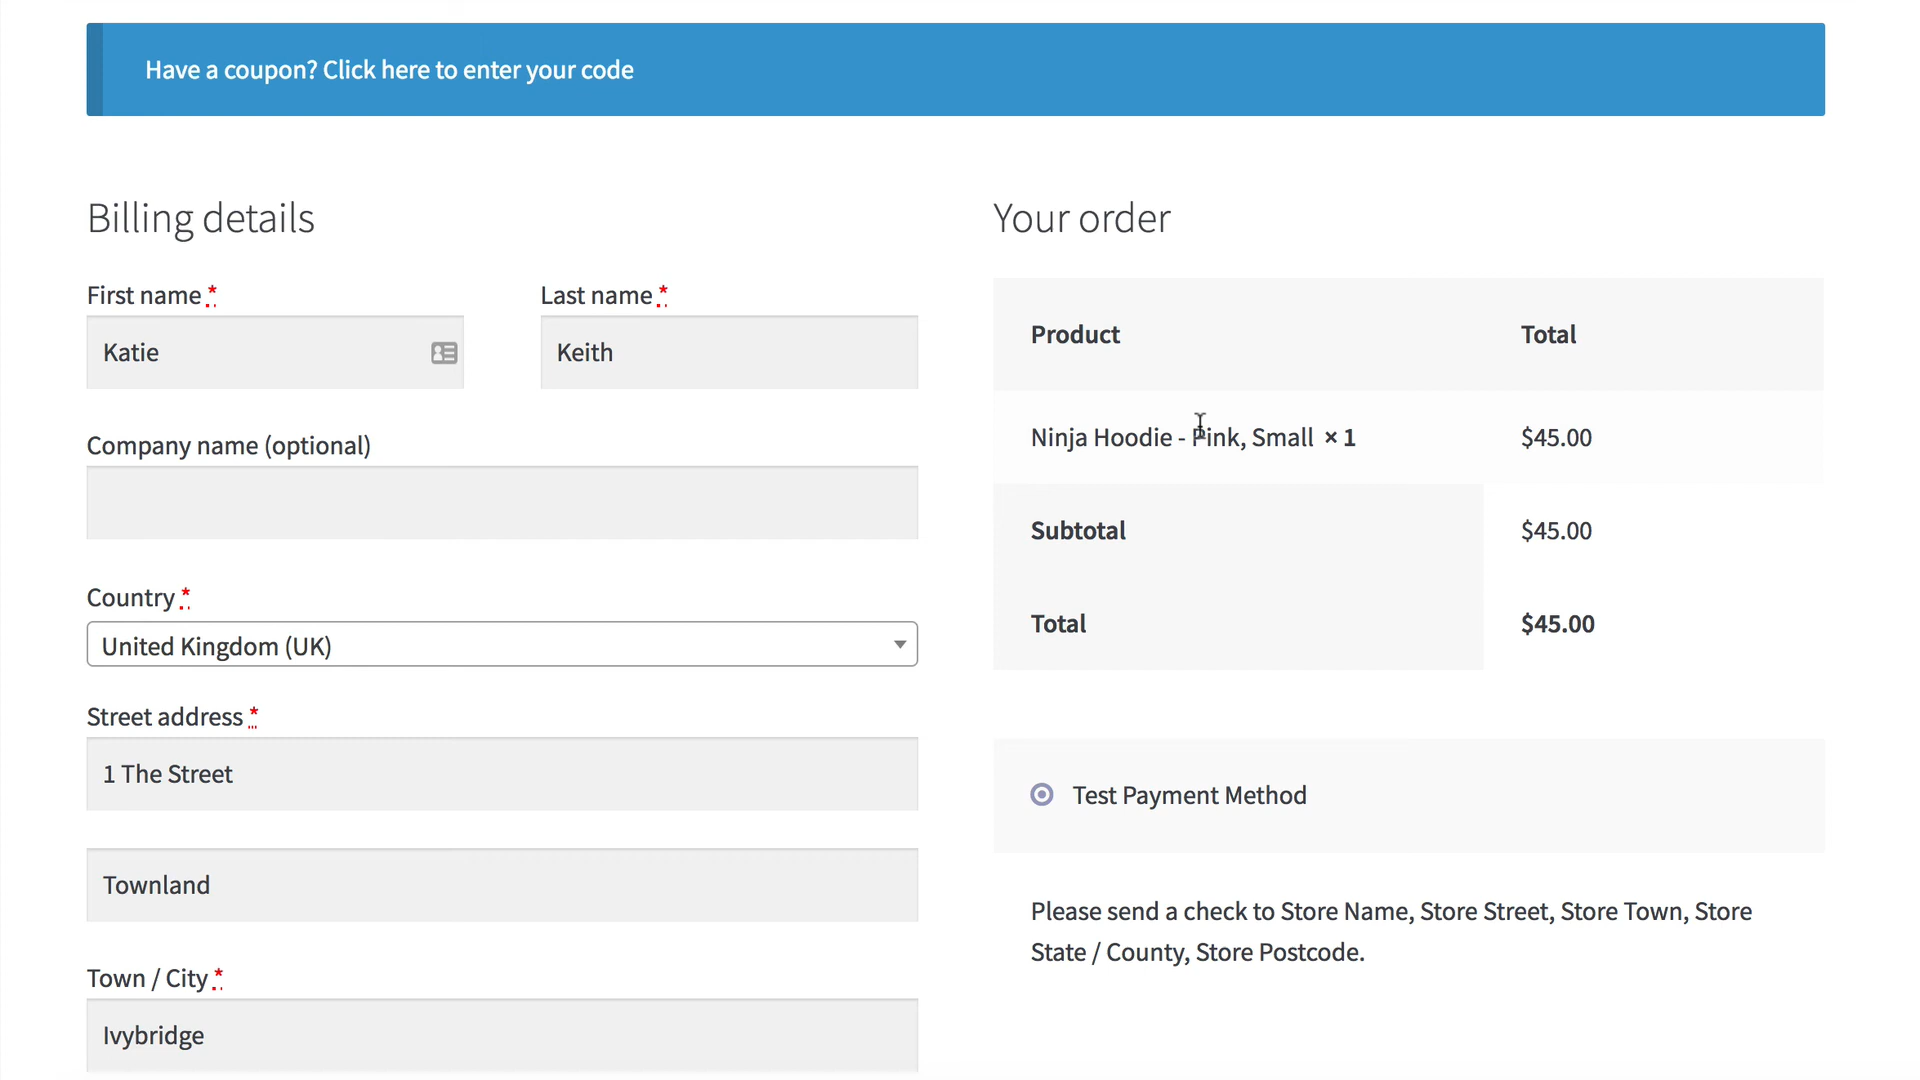 Have a coupon? Click here to enter your code
Billing details
First name *
Last name *
Katie
Keith
Company name (optional)
Country *
United Kingdom (UK)
Street address *
1 The Street
Townland
Town / City *
Ivybridge
Your order
Product
Total
Ninja Hoodie - Pink, Small × 1
$45.00
Subtotal
$45.00
Total
$45.00
Test Payment Method
Please send a check to Store Name, Store Street, Store Town, Store
State / County, Store Postcode.